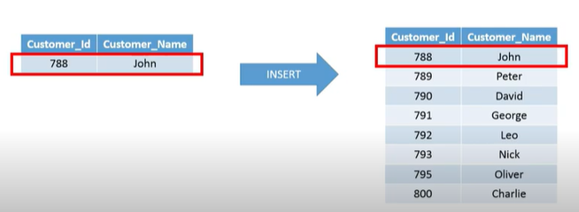 Customer_Id Customer_Name
788 John
INSERT
Customer_Id Customer_Name
788 John
789 Peter
790 David
791 George
792 Leo
793 Nick
795 Oliver
800 Charlie